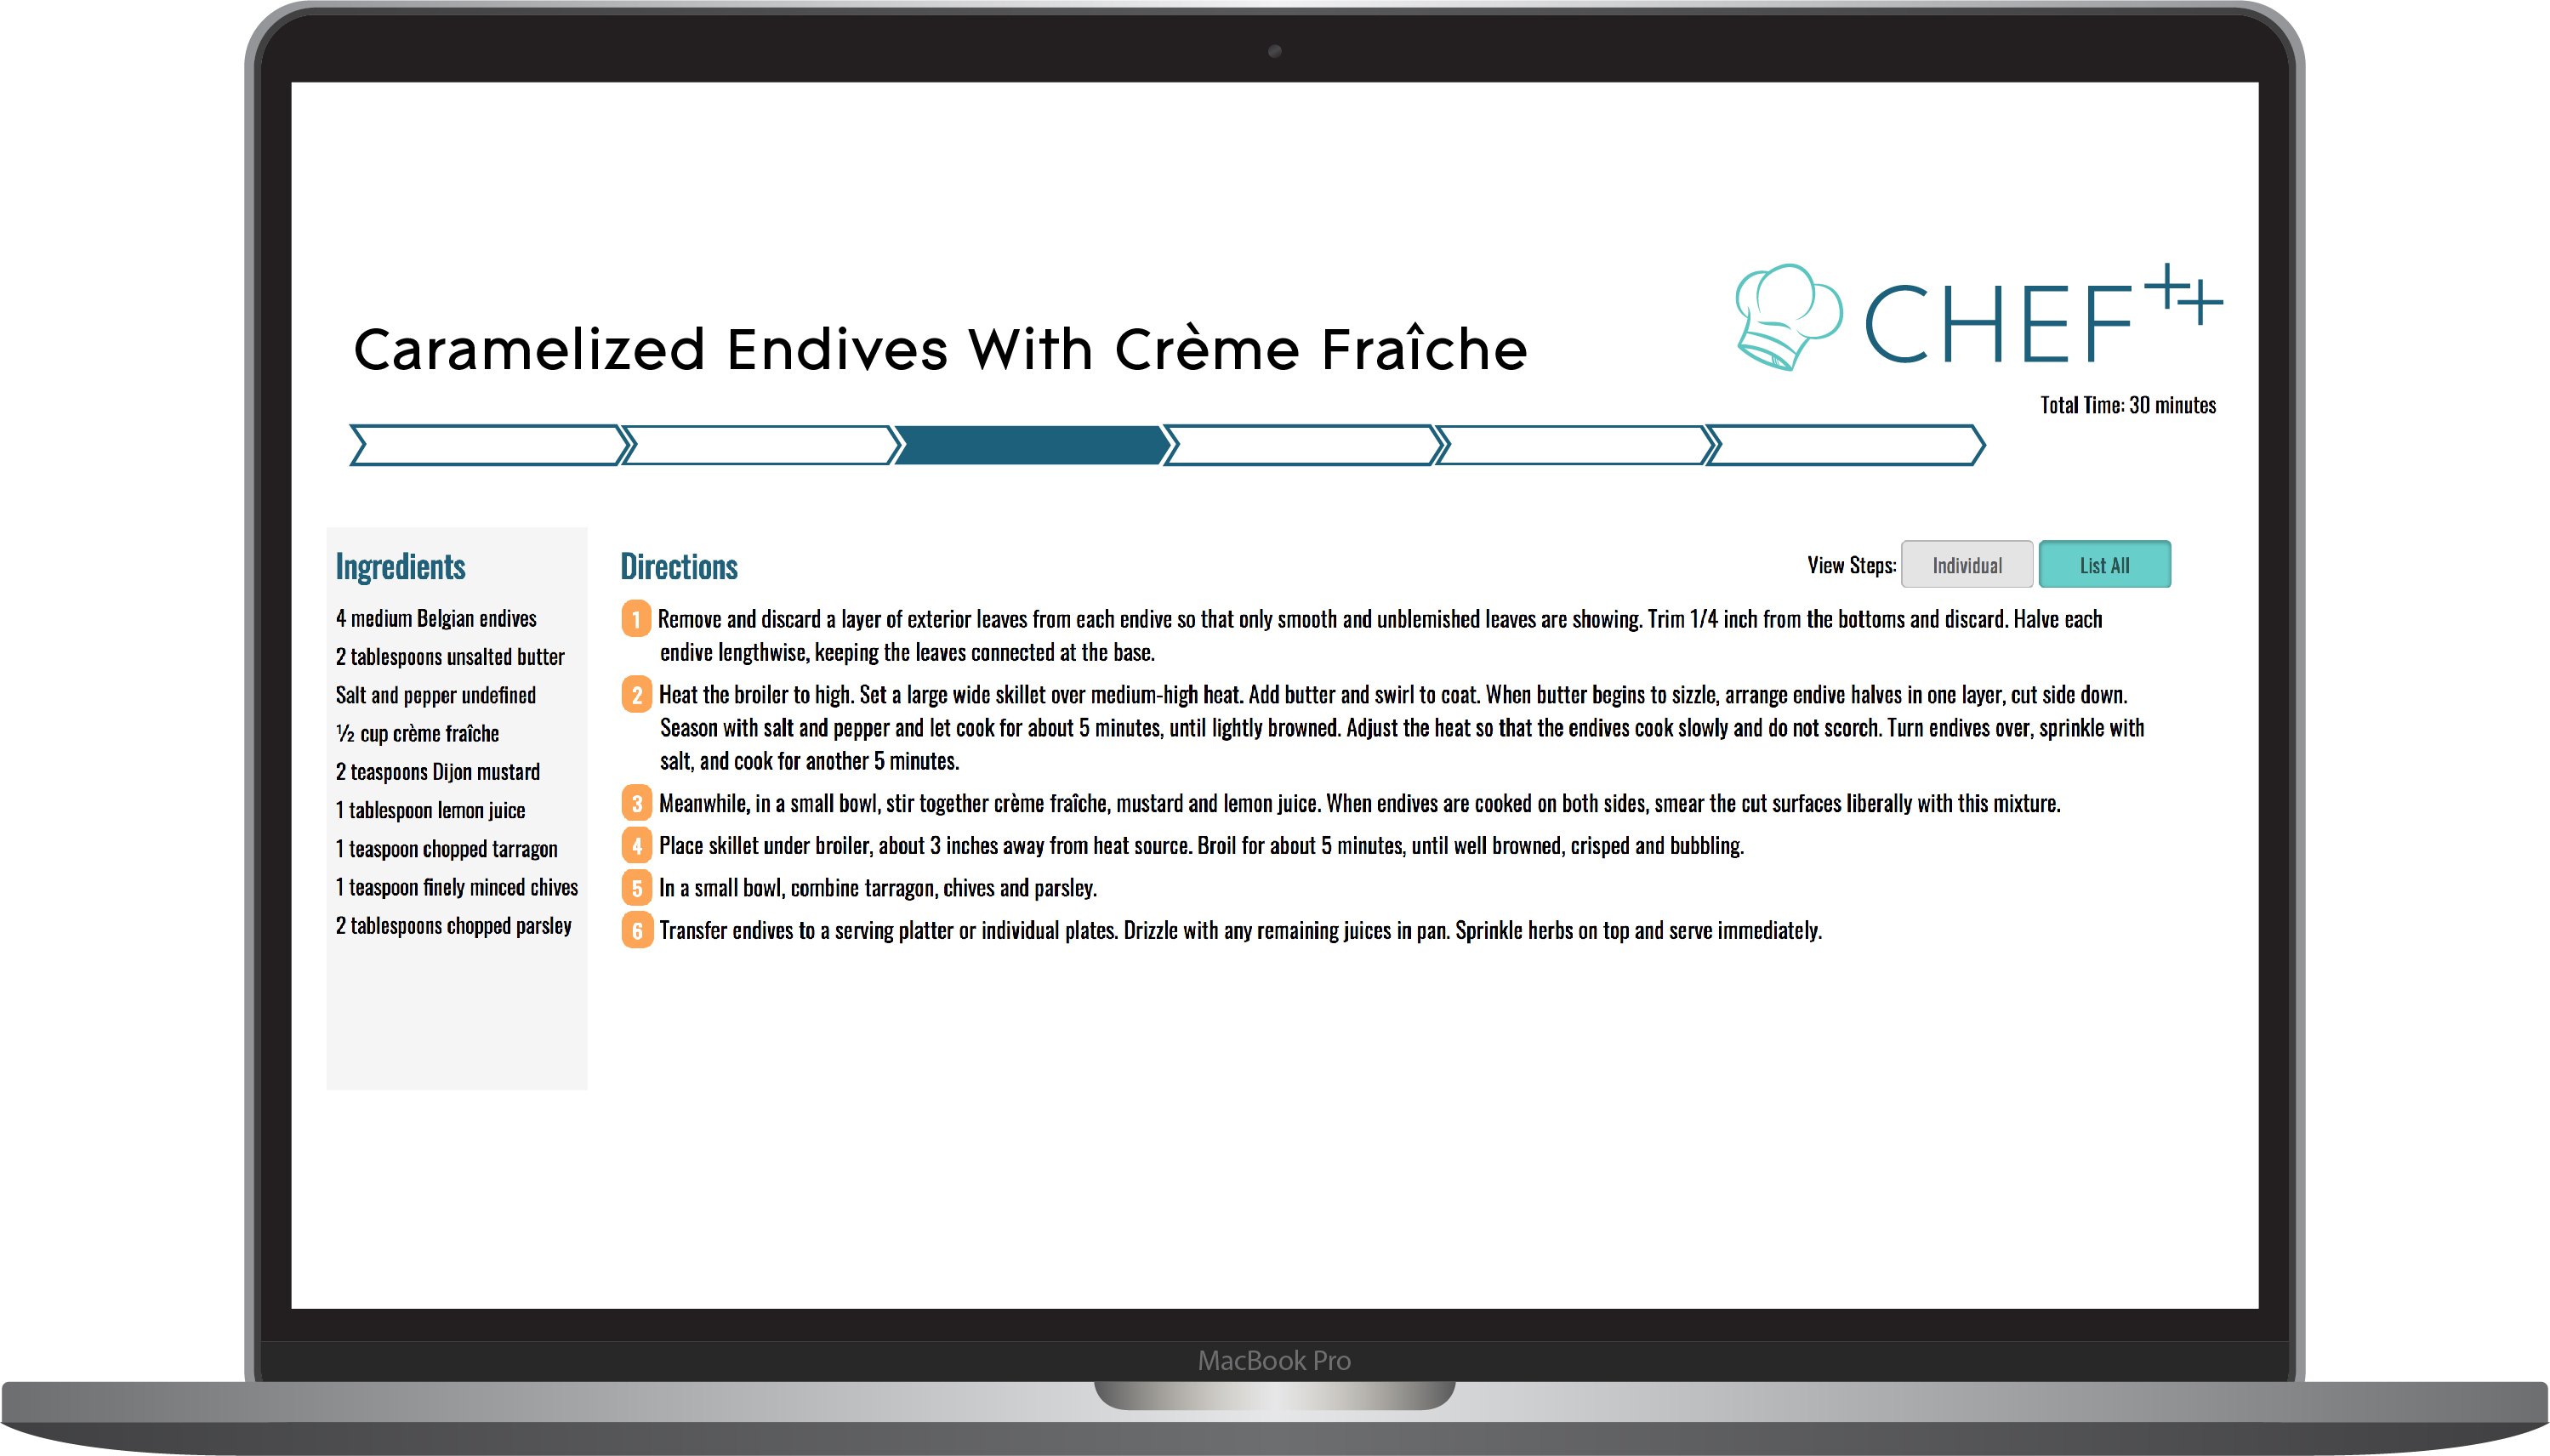 CHEF++
Caramelized Endives With Crème Fraîche
Total Time: 30 minutes
Ingredients
4 medium Belgian endives
2 tablespoons unsalted butter
Salt and pepper undefined
½ cup crème fraîche
2 teaspoons Dijon mustard
1 tablespoon lemon juice
1 teaspoon chopped tarragon
1 teaspoon finely minced chives
2 tablespoons chopped parsley
Directions
View Steps: Individual List All
1 Remove and discard a layer of exterior leaves from each endive so that only smooth and unblemished leaves are showing. Trim 1/4 inch from the bottoms and discard. Halve each
endive lengthwise, keeping the leaves connected at the base.
2 Heat the broiler to high. Set a large wide skillet over medium-high heat. Add butter and swirl to coat. When butter begins to sizzle, arrange endive halves in one layer, cut side down.
Season with salt and pepper and let cook for about 5 minutes, until lightly browned. Adjust the heat so that the endives cook slowly and do not scorch. Turn endives over, sprinkle with
salt, and cook for another 5 minutes.
3 Meanwhile, in a small bowl, stir together crème fraîche, mustard and lemon juice. When endives are cooked on both sides, smear the cut surfaces liberally with this mixture.
4 Place skillet under broiler, about 3 inches away from heat source. Broil for about 5 minutes, until well browned, crisped and bubbling.
5 In a small bowl, combine tarragon, chives and parsley.
6 Transfer endives to a serving platter or individual plates. Drizzle with any remaining juices in pan. Sprinkle herbs on top and serve immediately.
MacBook Pro